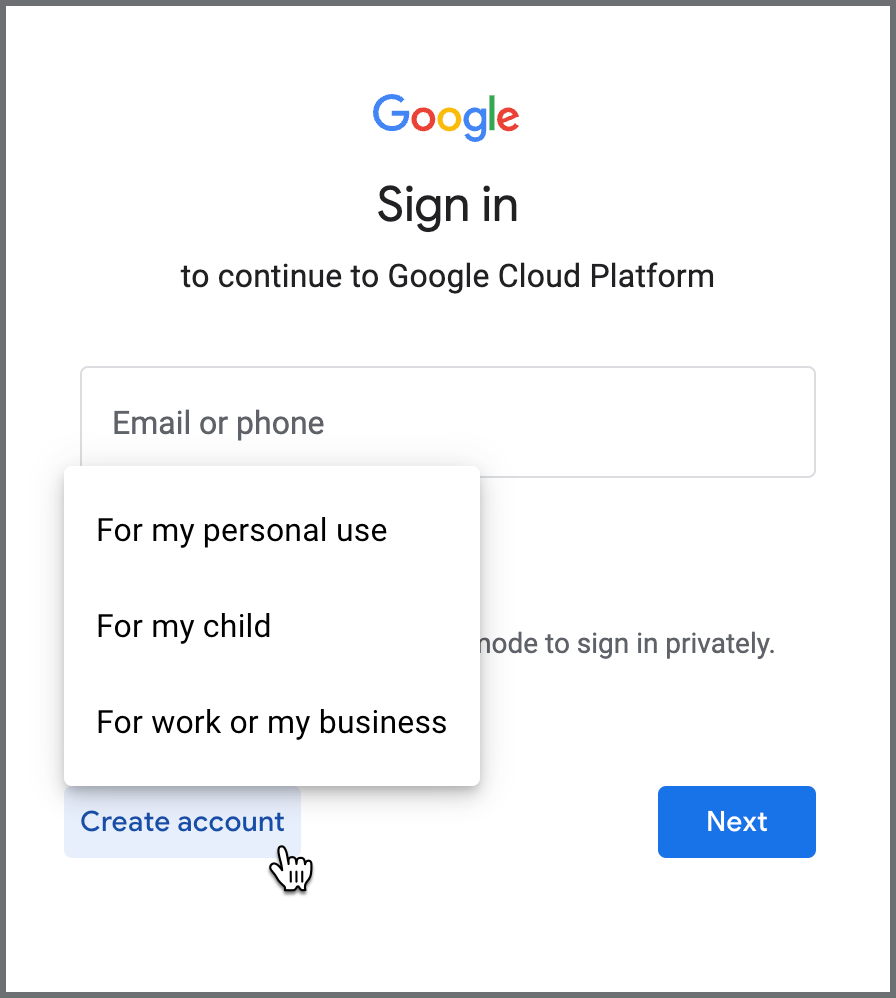 Google
Sign in
to continue to Google Cloud Platform
Email or phone
For my personal use
For my child
mode to sign in privately.
For work or my business
Create account
Next